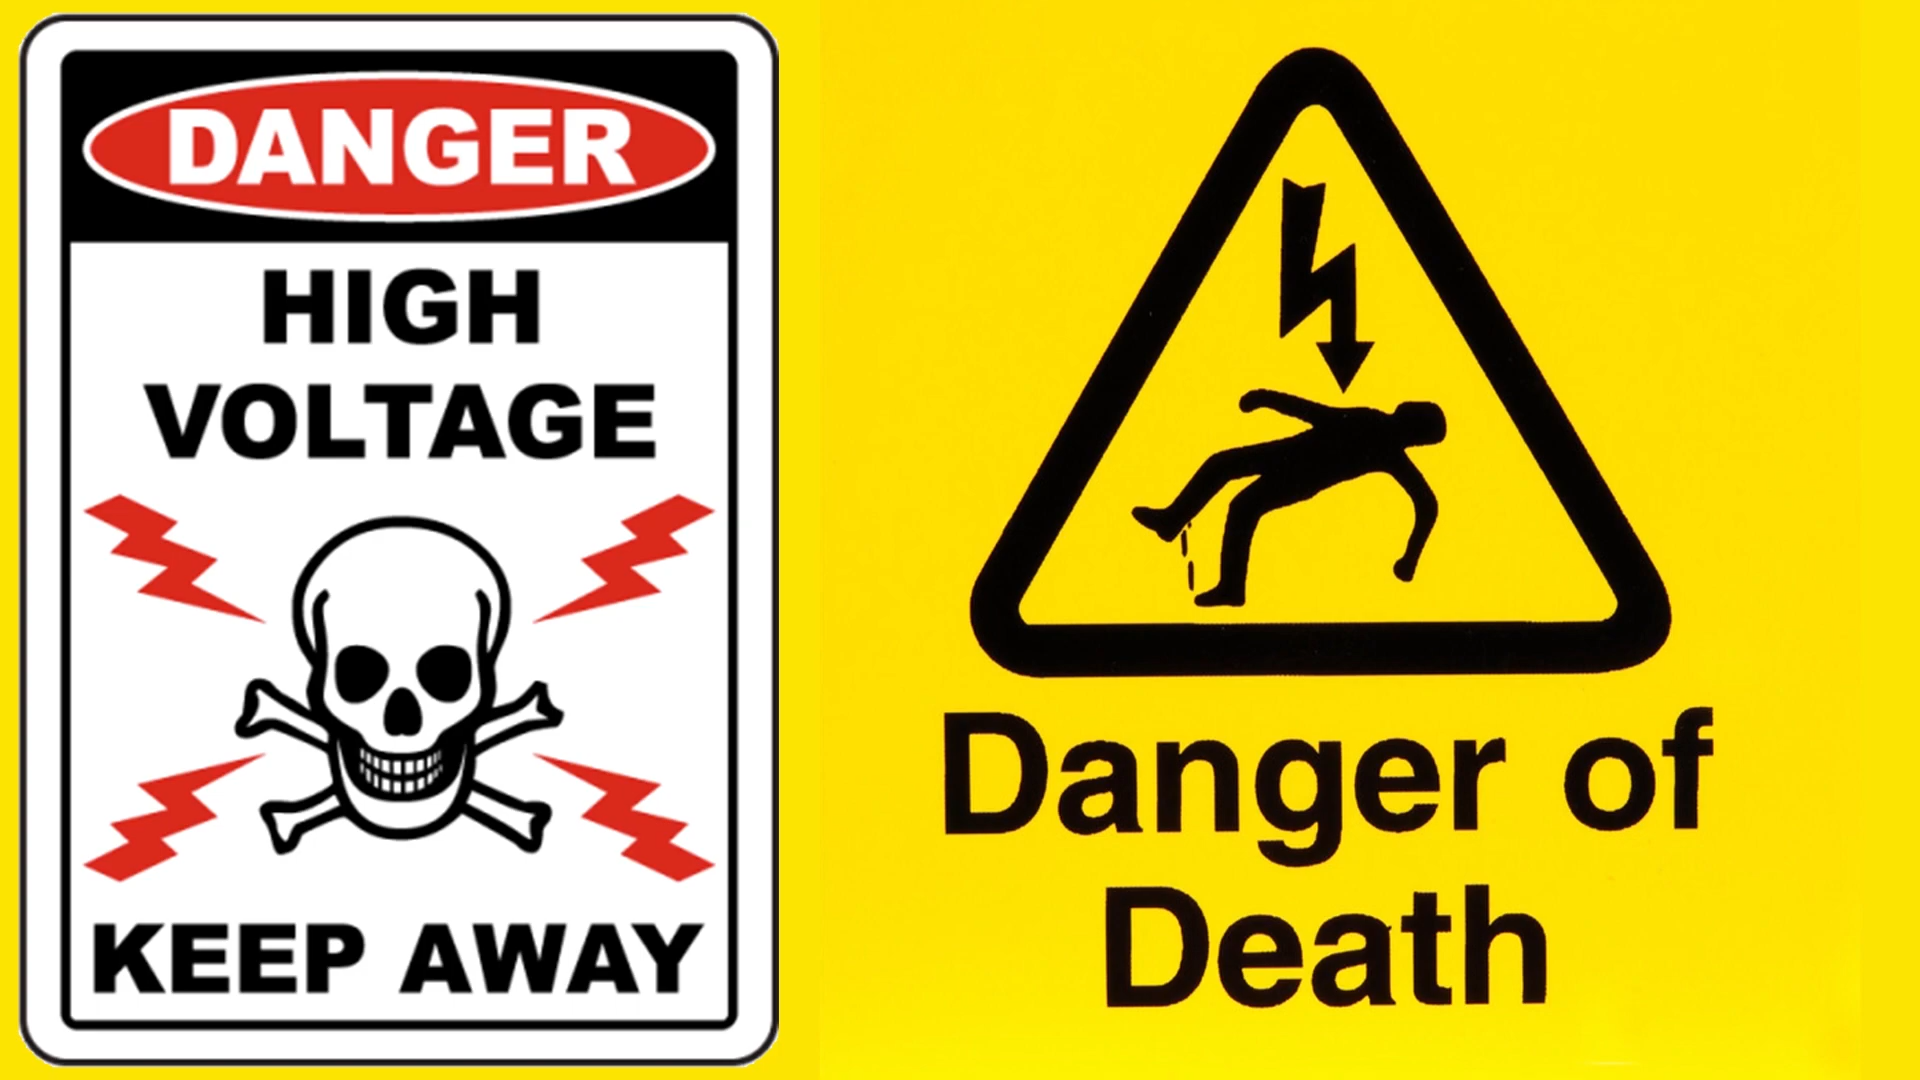 DANGER
HIGH
VOLTAGE
KEEP AWAY
Danger of
Death